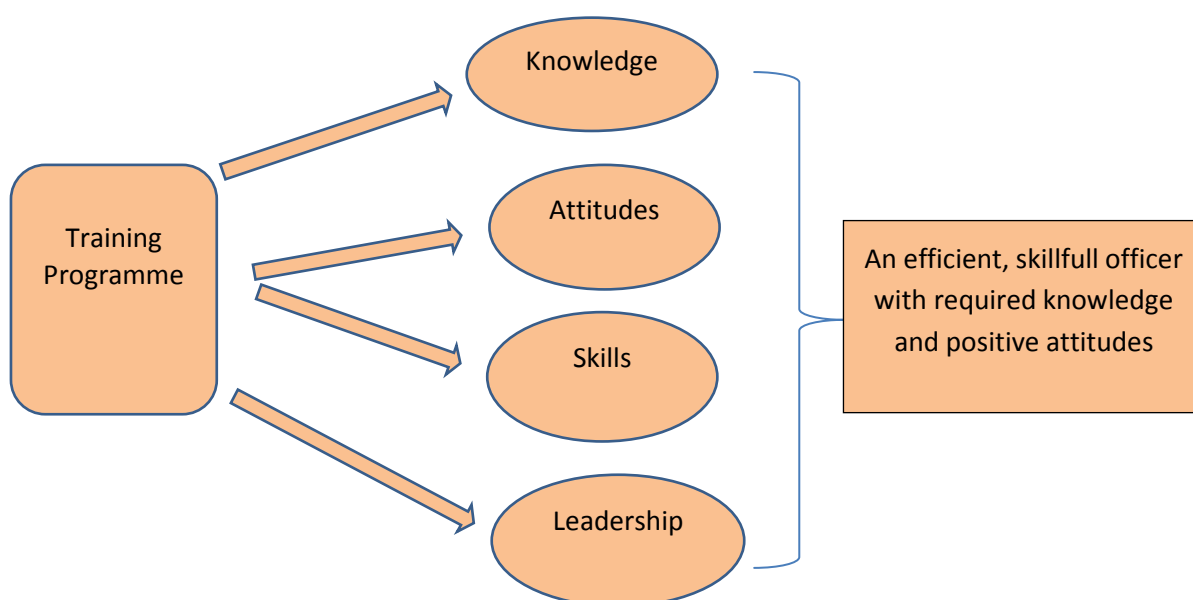 Knowledge
Attitudes
Training
Programme
An efficient, skillfull officer
with required knowledge
and positive attitudes
Skills
Leadership